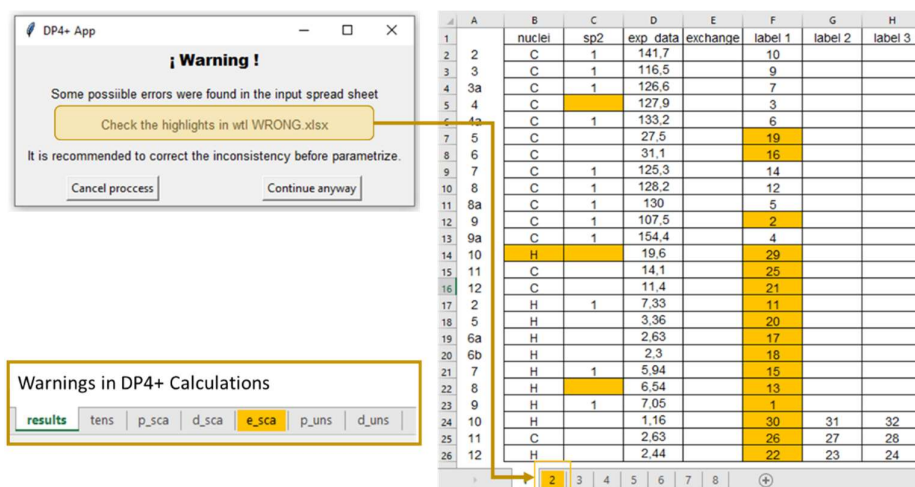 DP4+ App
¡ Warning !
Some possiible errors were found in the input spread sheet
Check the highlights in wtl WRONG.xlsx
It is recommended to correct the inconsistency before parametrize.
Cancel proccess Continue anyway
Warnings in DP4+ Calculations
results tens p_sca d_sca e_sca p_uns d_uns
A B C D E F G H
1 nuclei sp2 exp_data exchange label 1 label 2 label 3
2 2 C 1 141,7 10
3 3 C 1 116,5 9
4 3a C 1 126,6 7
5 4 C 127,9 3
6 4a C 1 133,2 6
7 5 C 27,5 19
8 6 C 31,1 16
9 7 C 1 125,3 14
10 8 C 1 128,2 12
11 8a C 1 130 5
12 9 C 1 107,5 2
13 9a C 1 154,4 4
14 10 H 19,6 29
15 11 C 14,1 25
16 12 C 11,4 21
17 2 H 1 7,33 11
18 5 H 3,36 20
19 6a H 2,63 17
20 6b H 2,3 18
21 7 H 1 5,94 15
22 8 H 6,54 13
23 9 H 1 7,05 1
24 10 H 1,16 30 31 32
25 11 C 2,63 26 27 28
26 12 H 2,44 22 23 24
2 3 4 5 6 7 8